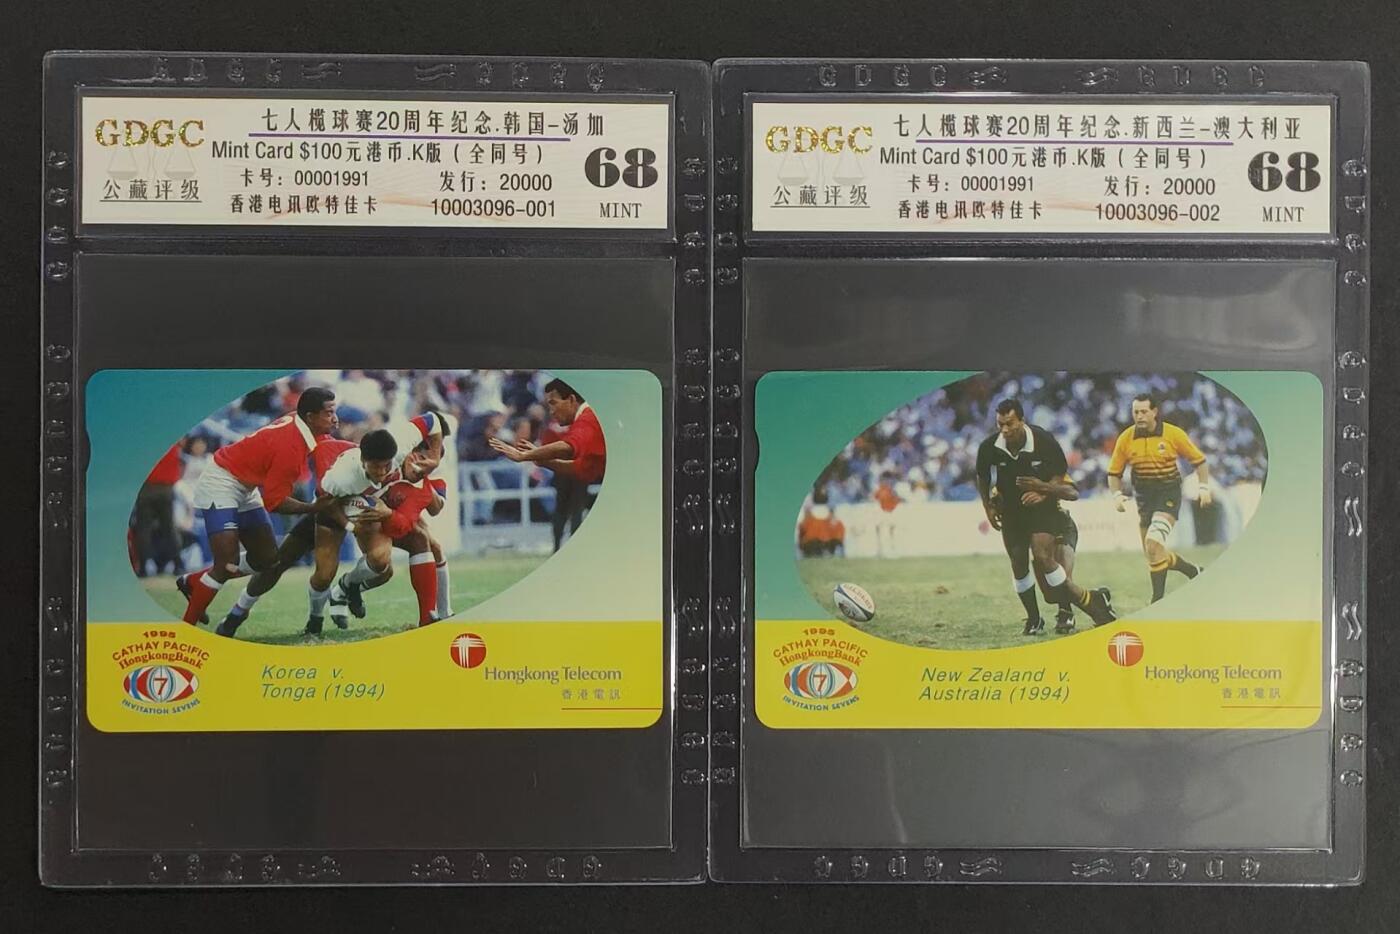 GDGC
公藏评级
七人榄球赛20周年纪念.韩国-汤加
Mint Card $100元港币.K版（全同号）
卡号：00001991 发行：20000
香港电讯欧特佳卡 10003096-001
68
MINT
1995
CATHAY PACIFIC
HongkongBank
7
INVITATION SEVENS
Korea v.
Tonga (1994)
Hongkong Telecom
香港電訊
GDGC
公藏评级
七人榄球赛20周年纪念.新西兰-澳大利亚
Mint Card $100元港币.K版（全同号）
卡号：00001991 发行：20000
香港电讯欧特佳卡 10003096-002
68
MINT
1995
CATHAY PACIFIC
HongkongBank
7
INVITATION SEVENS
New Zealand v.
Australia (1994)
Hongkong Telecom
香港電訊